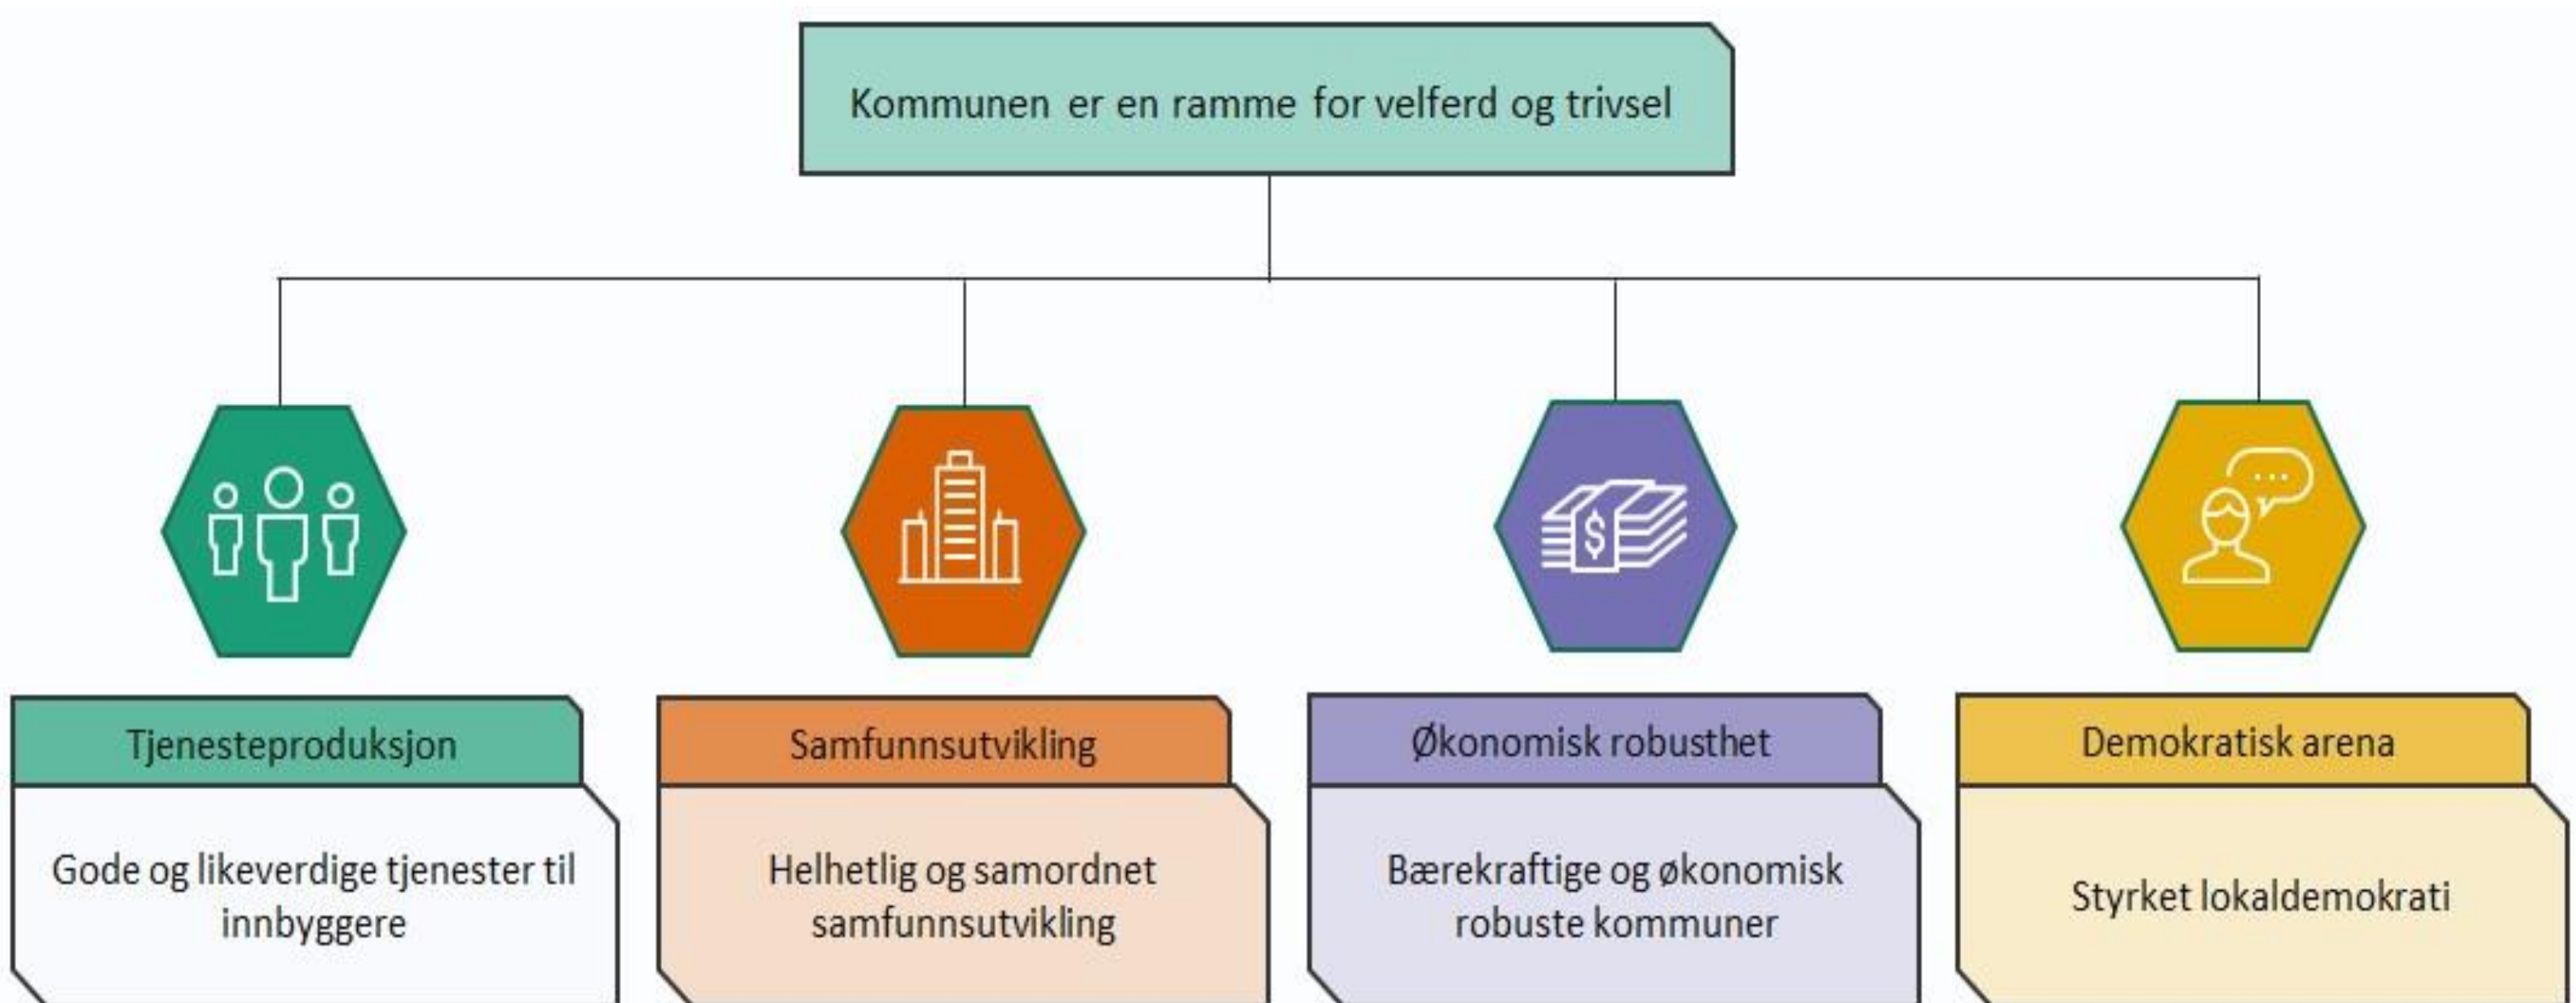 Kommunen er en ramme for velferd og trivsel
$
Tjenesteproduksjon
Gode og likeverdige tjenester til
innbyggere
Samfunnsutvikling
Helhetlig og samordnet
samfunnsutvikling
Økonomisk robusthet
Bærekraftige og økonomisk
robuste kommuner
Demokratisk arena
Styrket lokaldemokrati